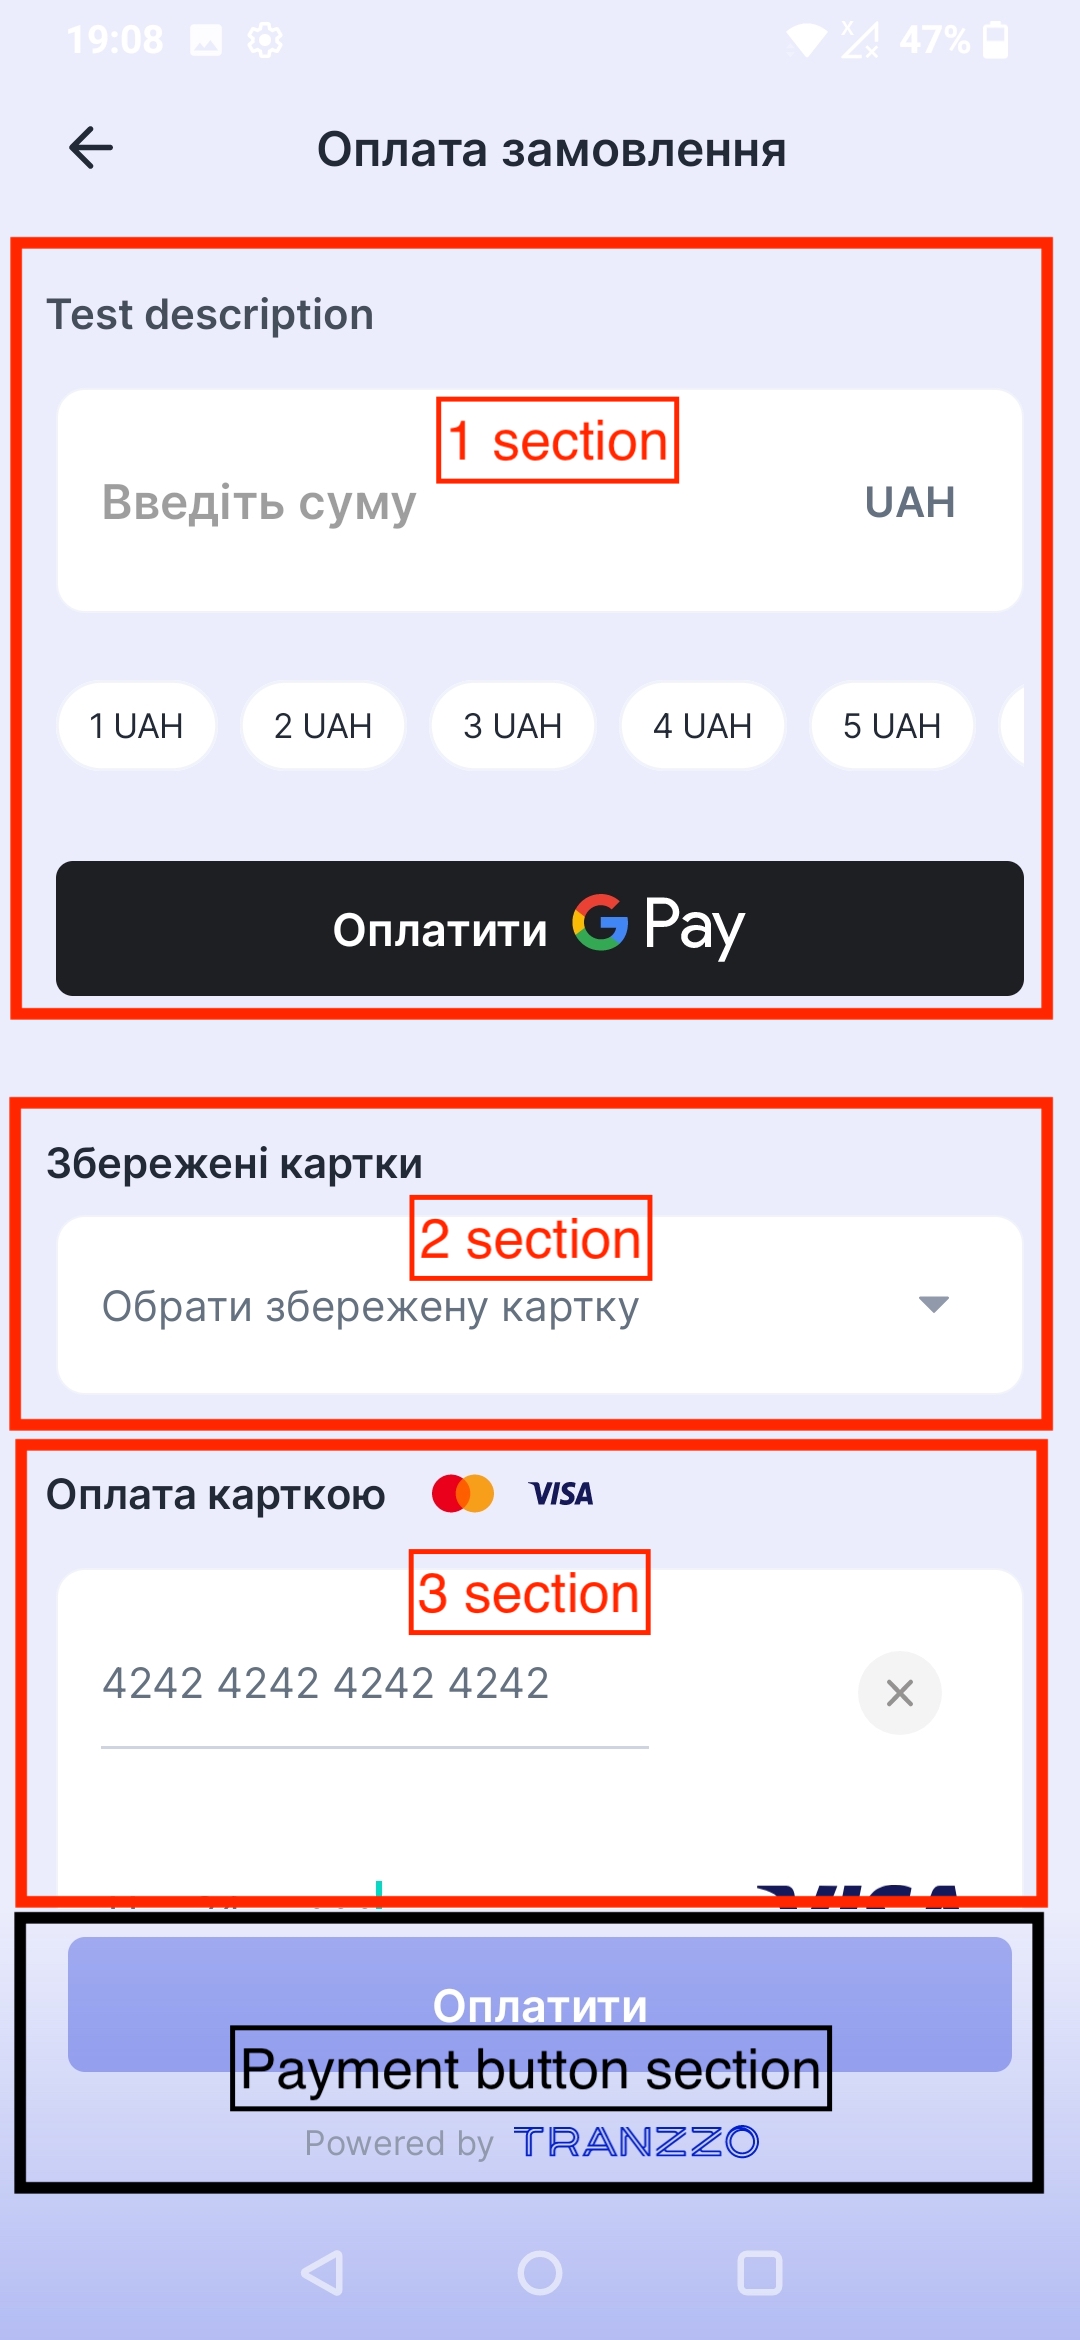 19:08 47%
Оплата замовлення
Test description
1 section
Введіть суму UAH
1 UAH 2 UAH 3 UAH 4 UAH 5 UAH
Оплатити G Pay
Збережені картки
2 section
Обрати збережену картку
Оплата карткою VISA
3 section
4242 4242 4242 4242
VISA
Оплатити
Payment button section
Powered by TRANZZO